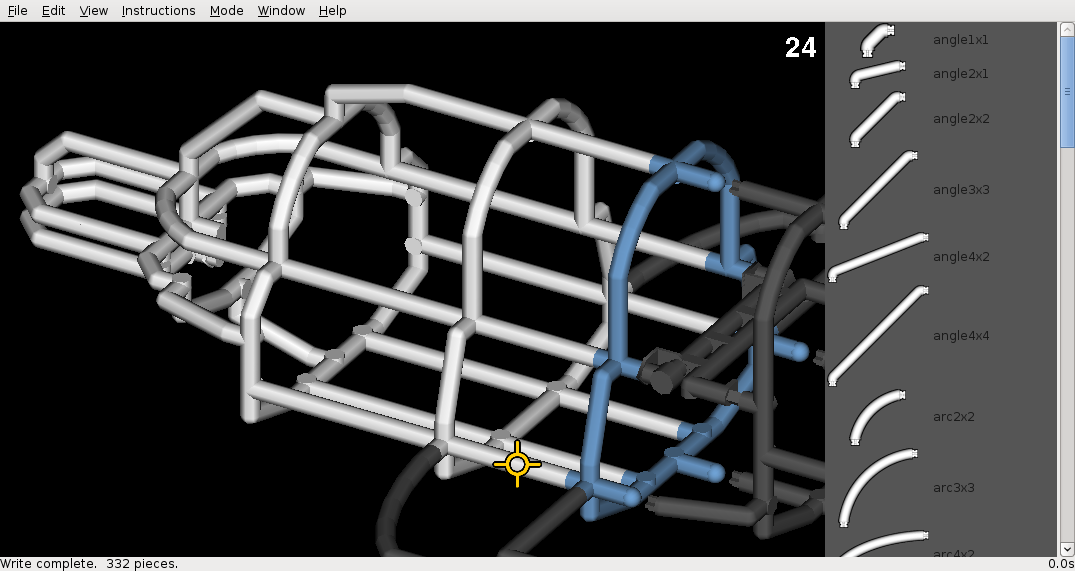 File Edit View Instructions Mode Window Help
24
angle1x1
angle2x1
angle2x2
angle3x3
angle4x2
angle4x4
arc2x2
arc3x3
arc4x2
Write complete. 332 pieces.
0.0s